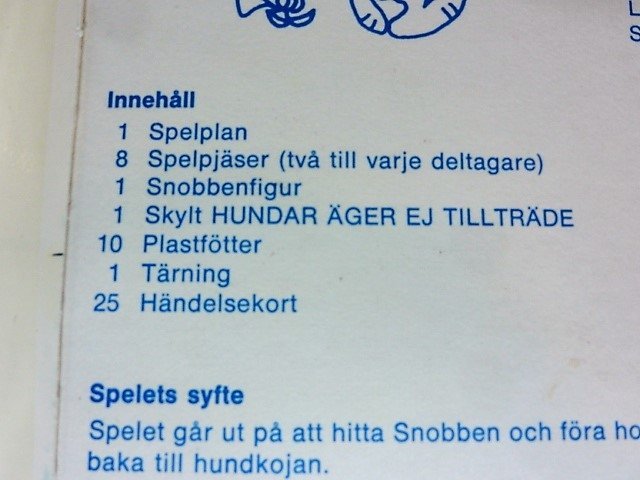 Innehåll
1 Spelplan
8 Spelpjäser (två till varje deltagare)
1 Snobbenfigur
1 Skylt HUNDAR ÄGER EJ TILLTRÄDE
10 Plastfötter
1 Tärning
25 Händelsekort
Spelets syfte
Spelet går ut på att hitta Snobben och föra
baka till hundkojan.